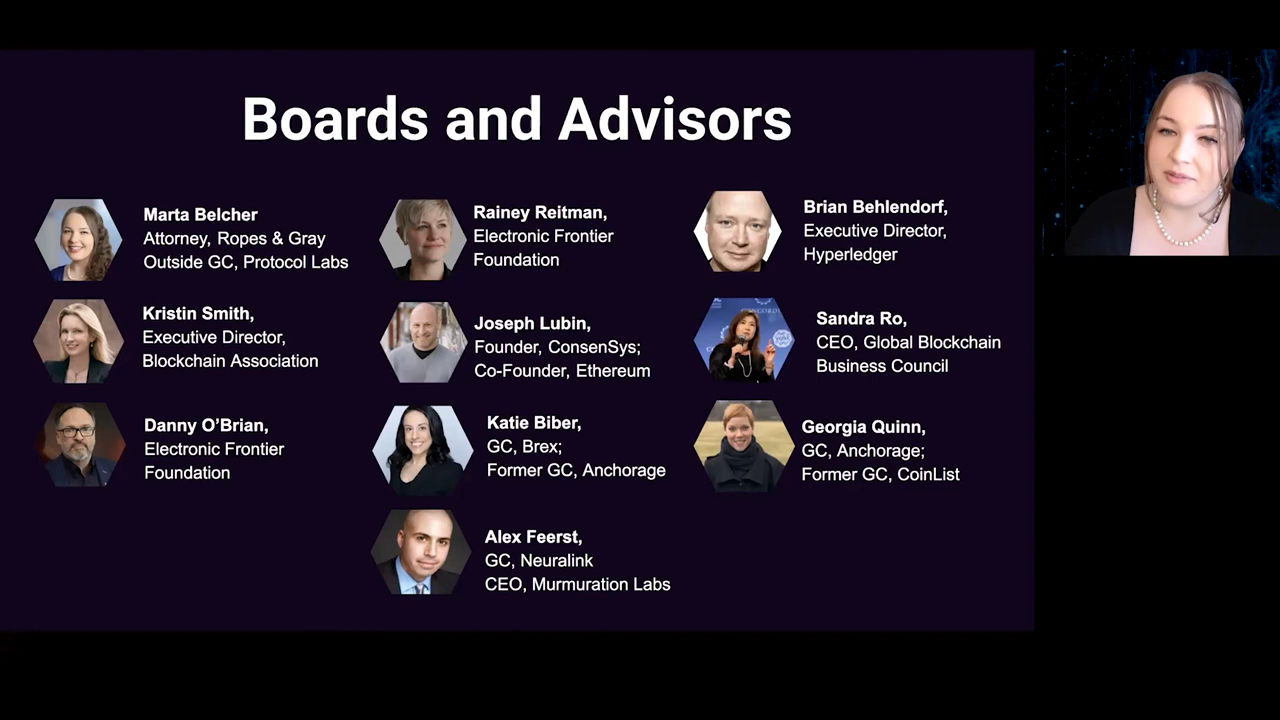 Boards and Advisors
Marta Belcher
Attorney, Ropes & Gray
Outside GC, Protocol Labs
Rainey Reitman,
Electronic Frontier
Foundation
Brian Behlendorf,
Executive Director,
Hyperledger
Kristin Smith,
Executive Director,
Blockchain Association
Joseph Lubin,
Founder, ConsenSys;
Co-Founder, Ethereum
Sandra Ro,
CEO, Global Blockchain
Business Council
Danny O’Brian,
Electronic Frontier
Foundation
Katie Biber,
GC, Brex;
Former GC, Anchorage
Georgia Quinn,
GC, Anchorage;
Former GC, CoinList
Alex Feerst,
GC, Neuralink
CEO, Murmuration Labs